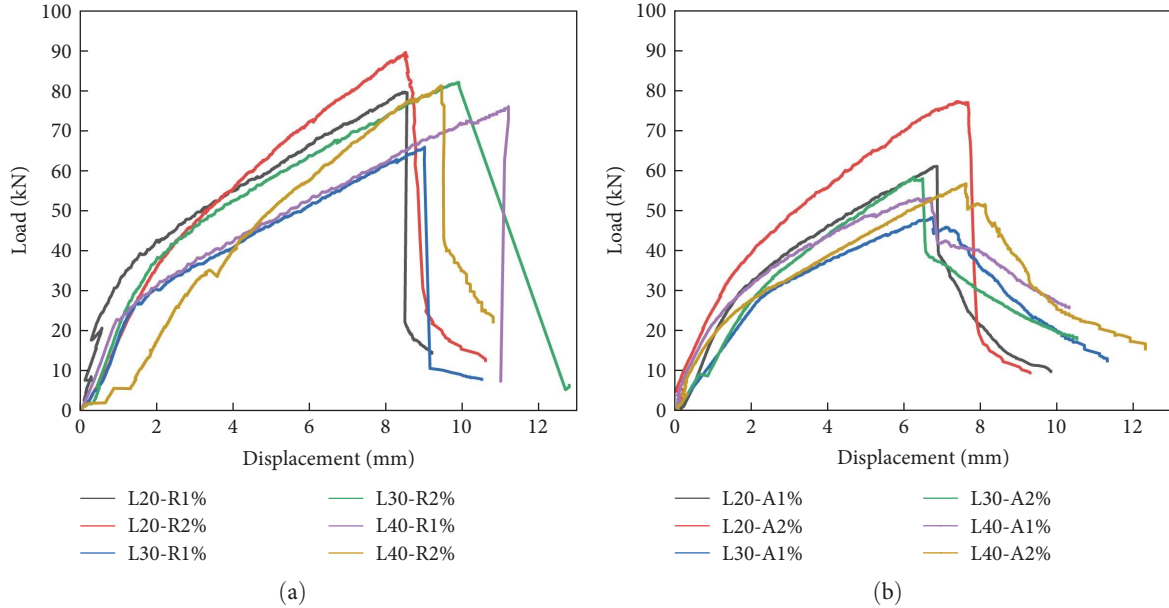 100
90
80
70
60
50
40
30
20
10
0
Load (kN)
0 2 4 6 8 10 12
Displacement (mm)
L20-R1%
L20-R2%
L30-R1%
L30-R2%
L40-R1%
L40-R2%
(a)
100
90
80
70
60
50
40
30
20
10
0
Load (kN)
0 2 4 6 8 10 12
Displacement (mm)
L20-A1%
L20-A2%
L30-A1%
L30-A2%
L40-A1%
L40-A2%
(b)